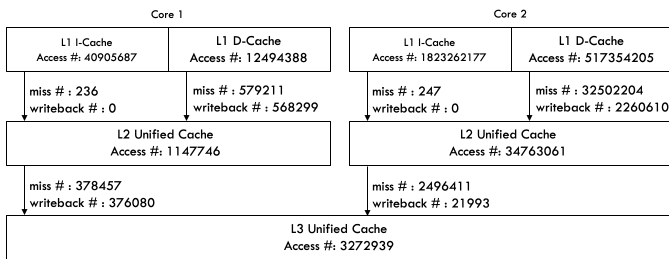 Core 1
Core 2
L1 I-Cache
Access #: 40905687
L1 D-Cache
Access #: 12494388
L1 I-Cache
Access #: 1823262177
L1 D-Cache
Access #: 517354205
miss # : 236
writeback # : 0
miss # : 579211
writeback # : 568299
miss # : 247
writeback # : 0
miss # : 32502204
writeback # : 2260610
L2 Unified Cache
Access #: 1147746
L2 Unified Cache
Access #: 34763061
miss # : 378457
writeback # : 376080
miss # : 2496411
writeback # : 21993
L3 Unified Cache
Access #: 3272939